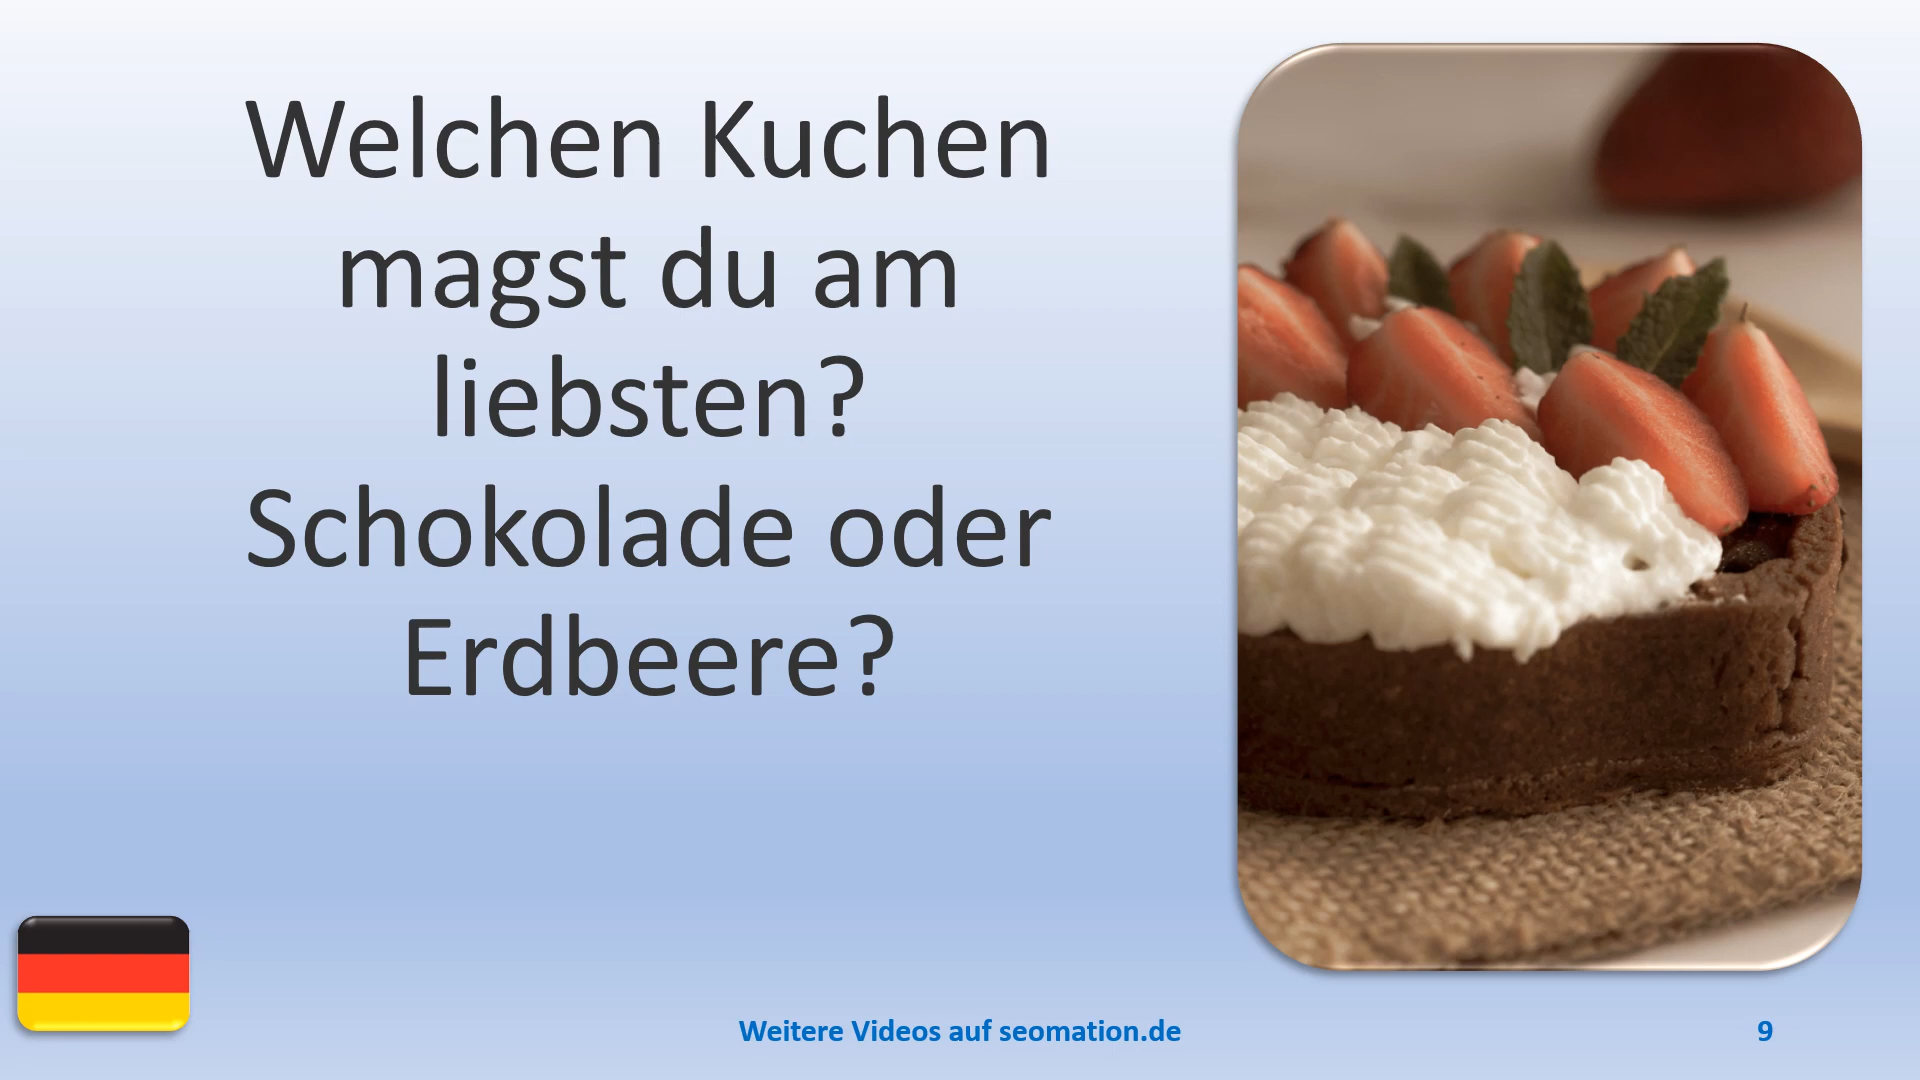 Welchen Kuchen
magst du am
liebsten?
Schokolade oder
Erdbeere?
Weitere Videos auf seomation.de
9